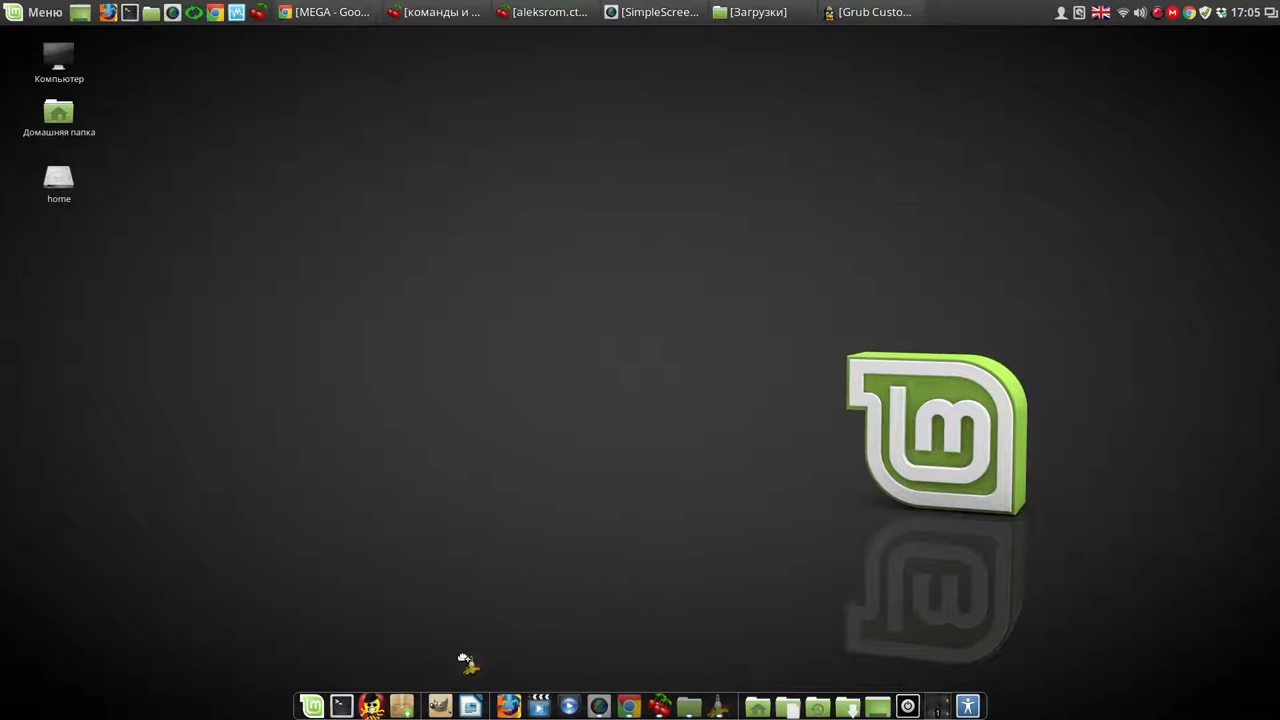 Меню
[MEGA - Goo...
[команды и ...
[aleksrom.ct...
[SimpleScree...
[Загрузки]
[Grub Custo...
17:05
Компьютер
Домашняя папка
home